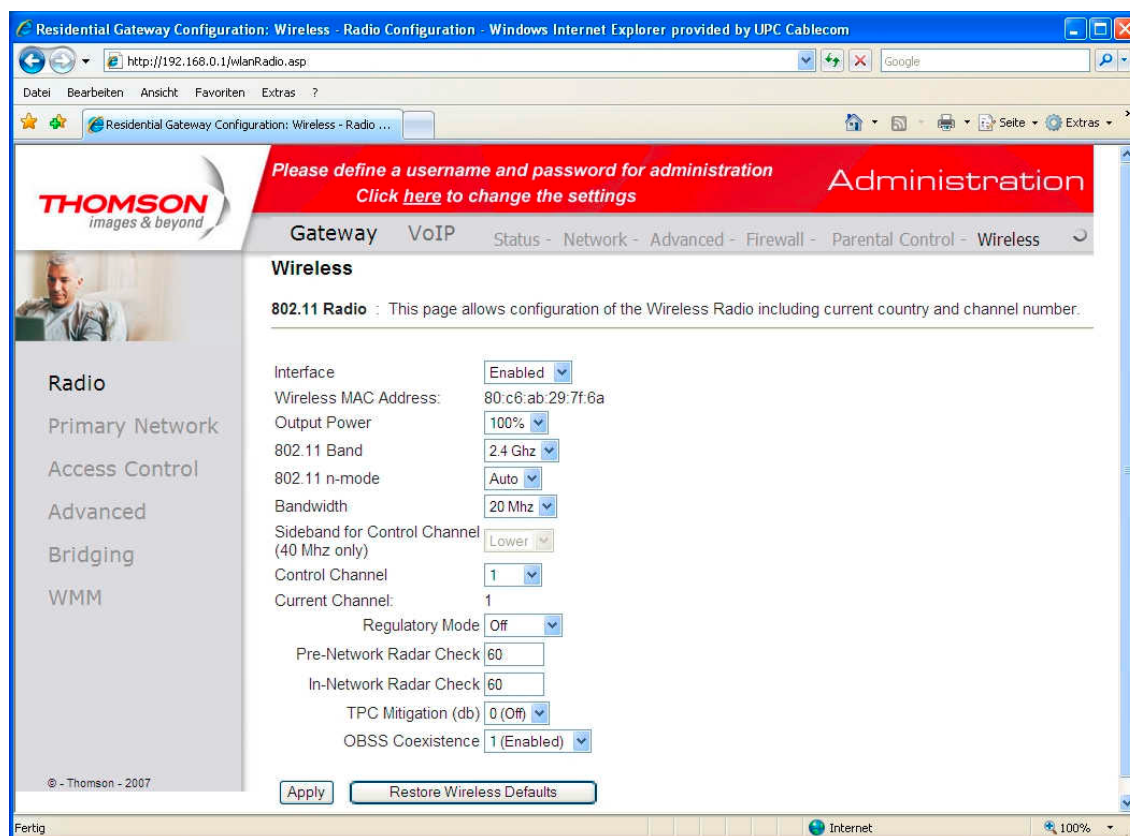 Residential Gateway Configuration: Wireless - Radio Configuration - Windows Internet Explorer provided by UPC Cablecom
http://192.168.0.1/wlanRadio.asp
Google
Datei Bearbeiten Ansicht Favoriten Extras ?
Residential Gateway Configuration: Wireless - Radio ...
Seite
Extras
»
THOMSON
images & beyond
Please define a username and password for administration
Click here to change the settings
Administration
Gateway VoIP Status - Network - Advanced - Firewall - Parental Control - Wireless
Wireless
802.11 Radio : This page allows configuration of the Wireless Radio including current country and channel number.
Radio
Primary Network
Access Control
Advanced
Bridging
WMM
Interface Enabled
Wireless MAC Address: 80:c6:ab:29:7f:6a
Output Power 100%
802.11 Band 2.4 Ghz
802.11 n-mode Auto
Bandwidth 20 Mhz
Sideband for Control Channel
(40 Mhz only) Lower
Control Channel 1
Current Channel: 1
Regulatory Mode Off
Pre-Network Radar Check 60
In-Network Radar Check 60
TPC Mitigation (db) 0 (Off)
OBSS Coexistence 1 (Enabled)
© - Thomson - 2007
Apply Restore Wireless Defaults
Fertig
Internet
100%